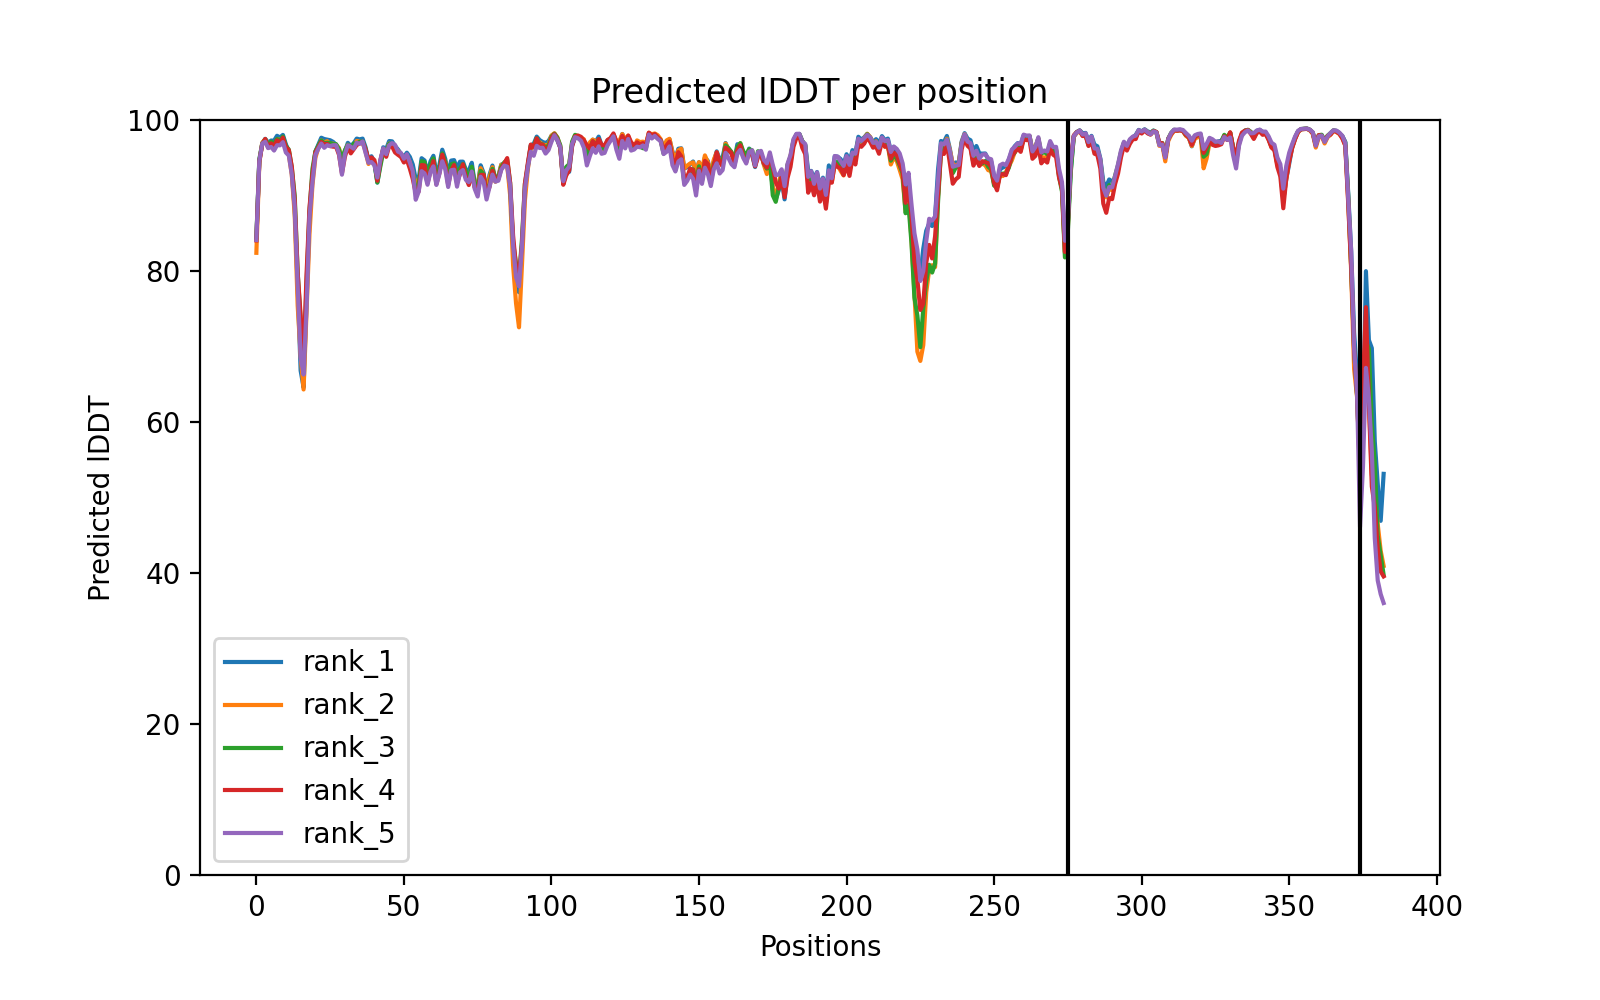 Predicted lDDT per position
100
80
60
40
20
0
Predicted lDDT
rank_1
rank_2
rank_3
rank_4
rank_5
0 50 100 150 200 250 300 350 400
Positions